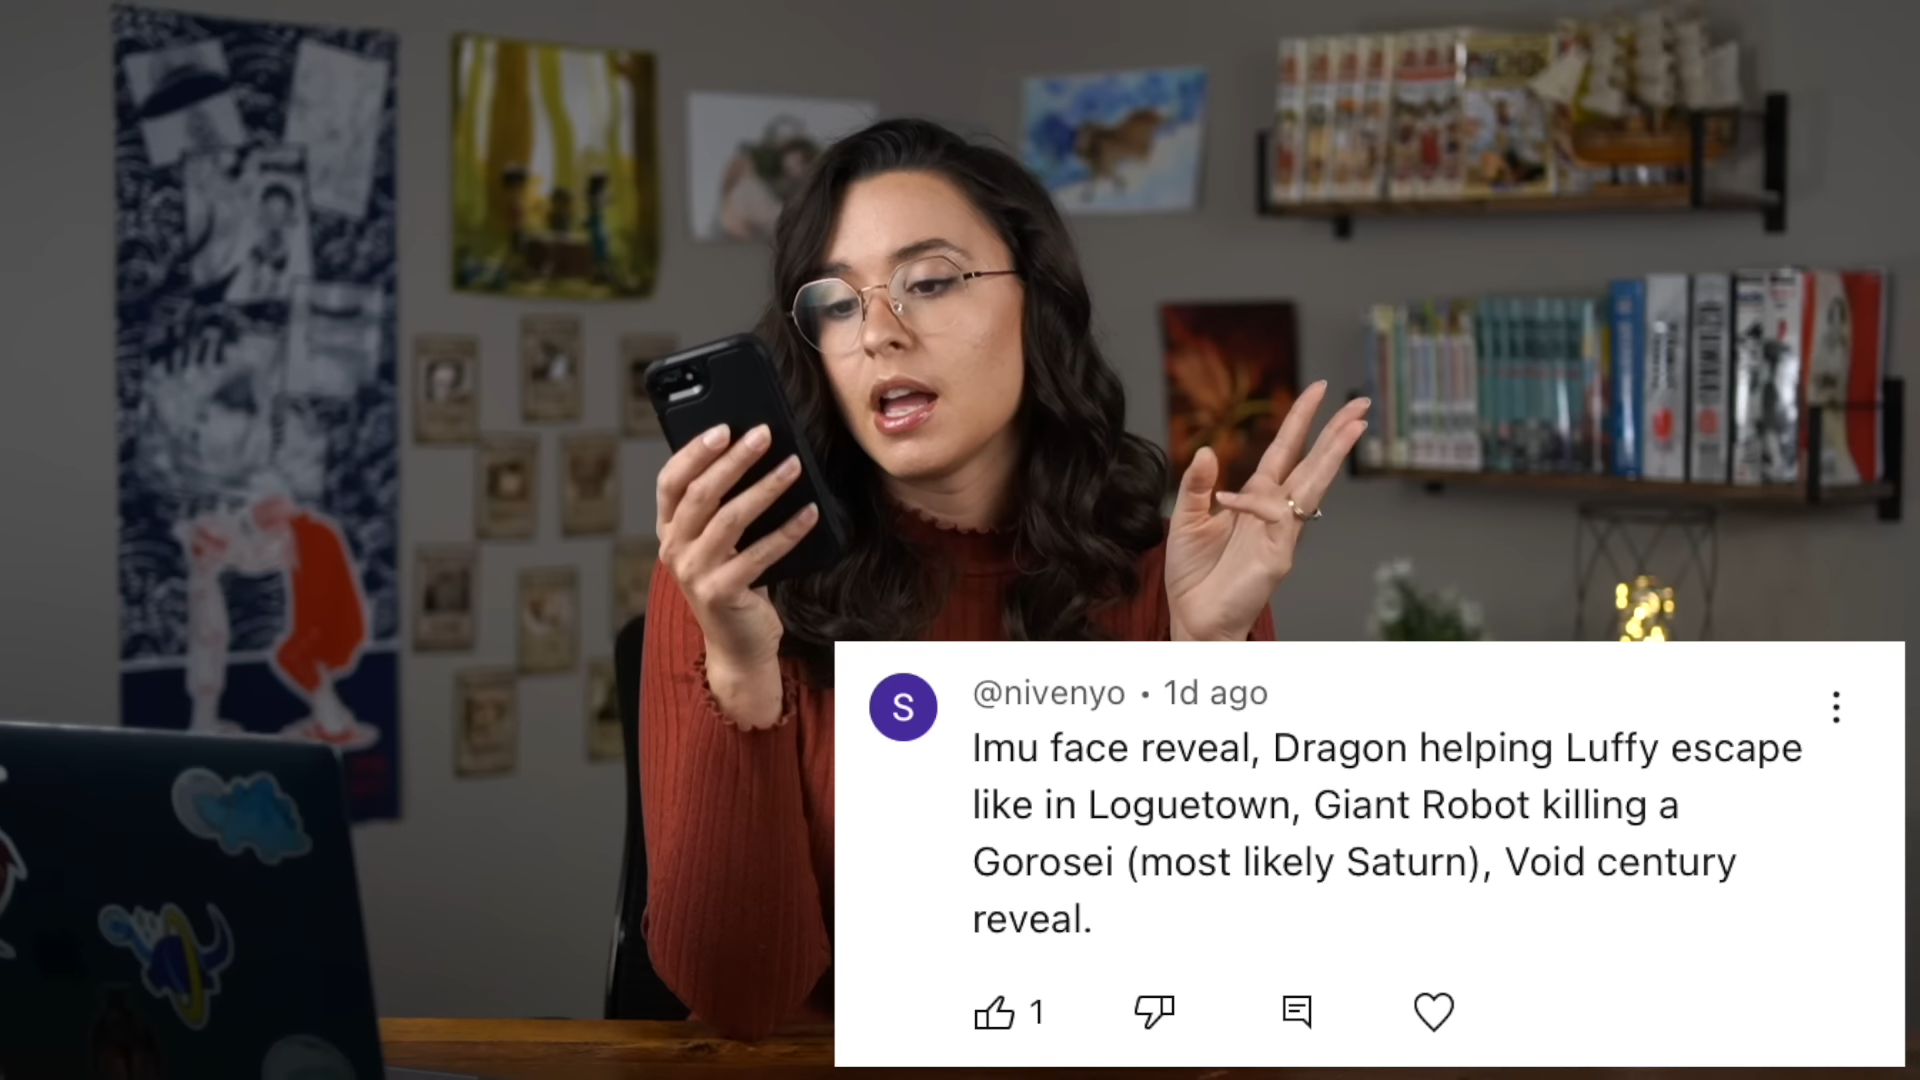 S
@nivenyo • 1d ago
Imu face reveal, Dragon helping Luffy escape
like in Loguetown, Giant Robot killing a
Gorosei (most likely Saturn), Void century
reveal.
1